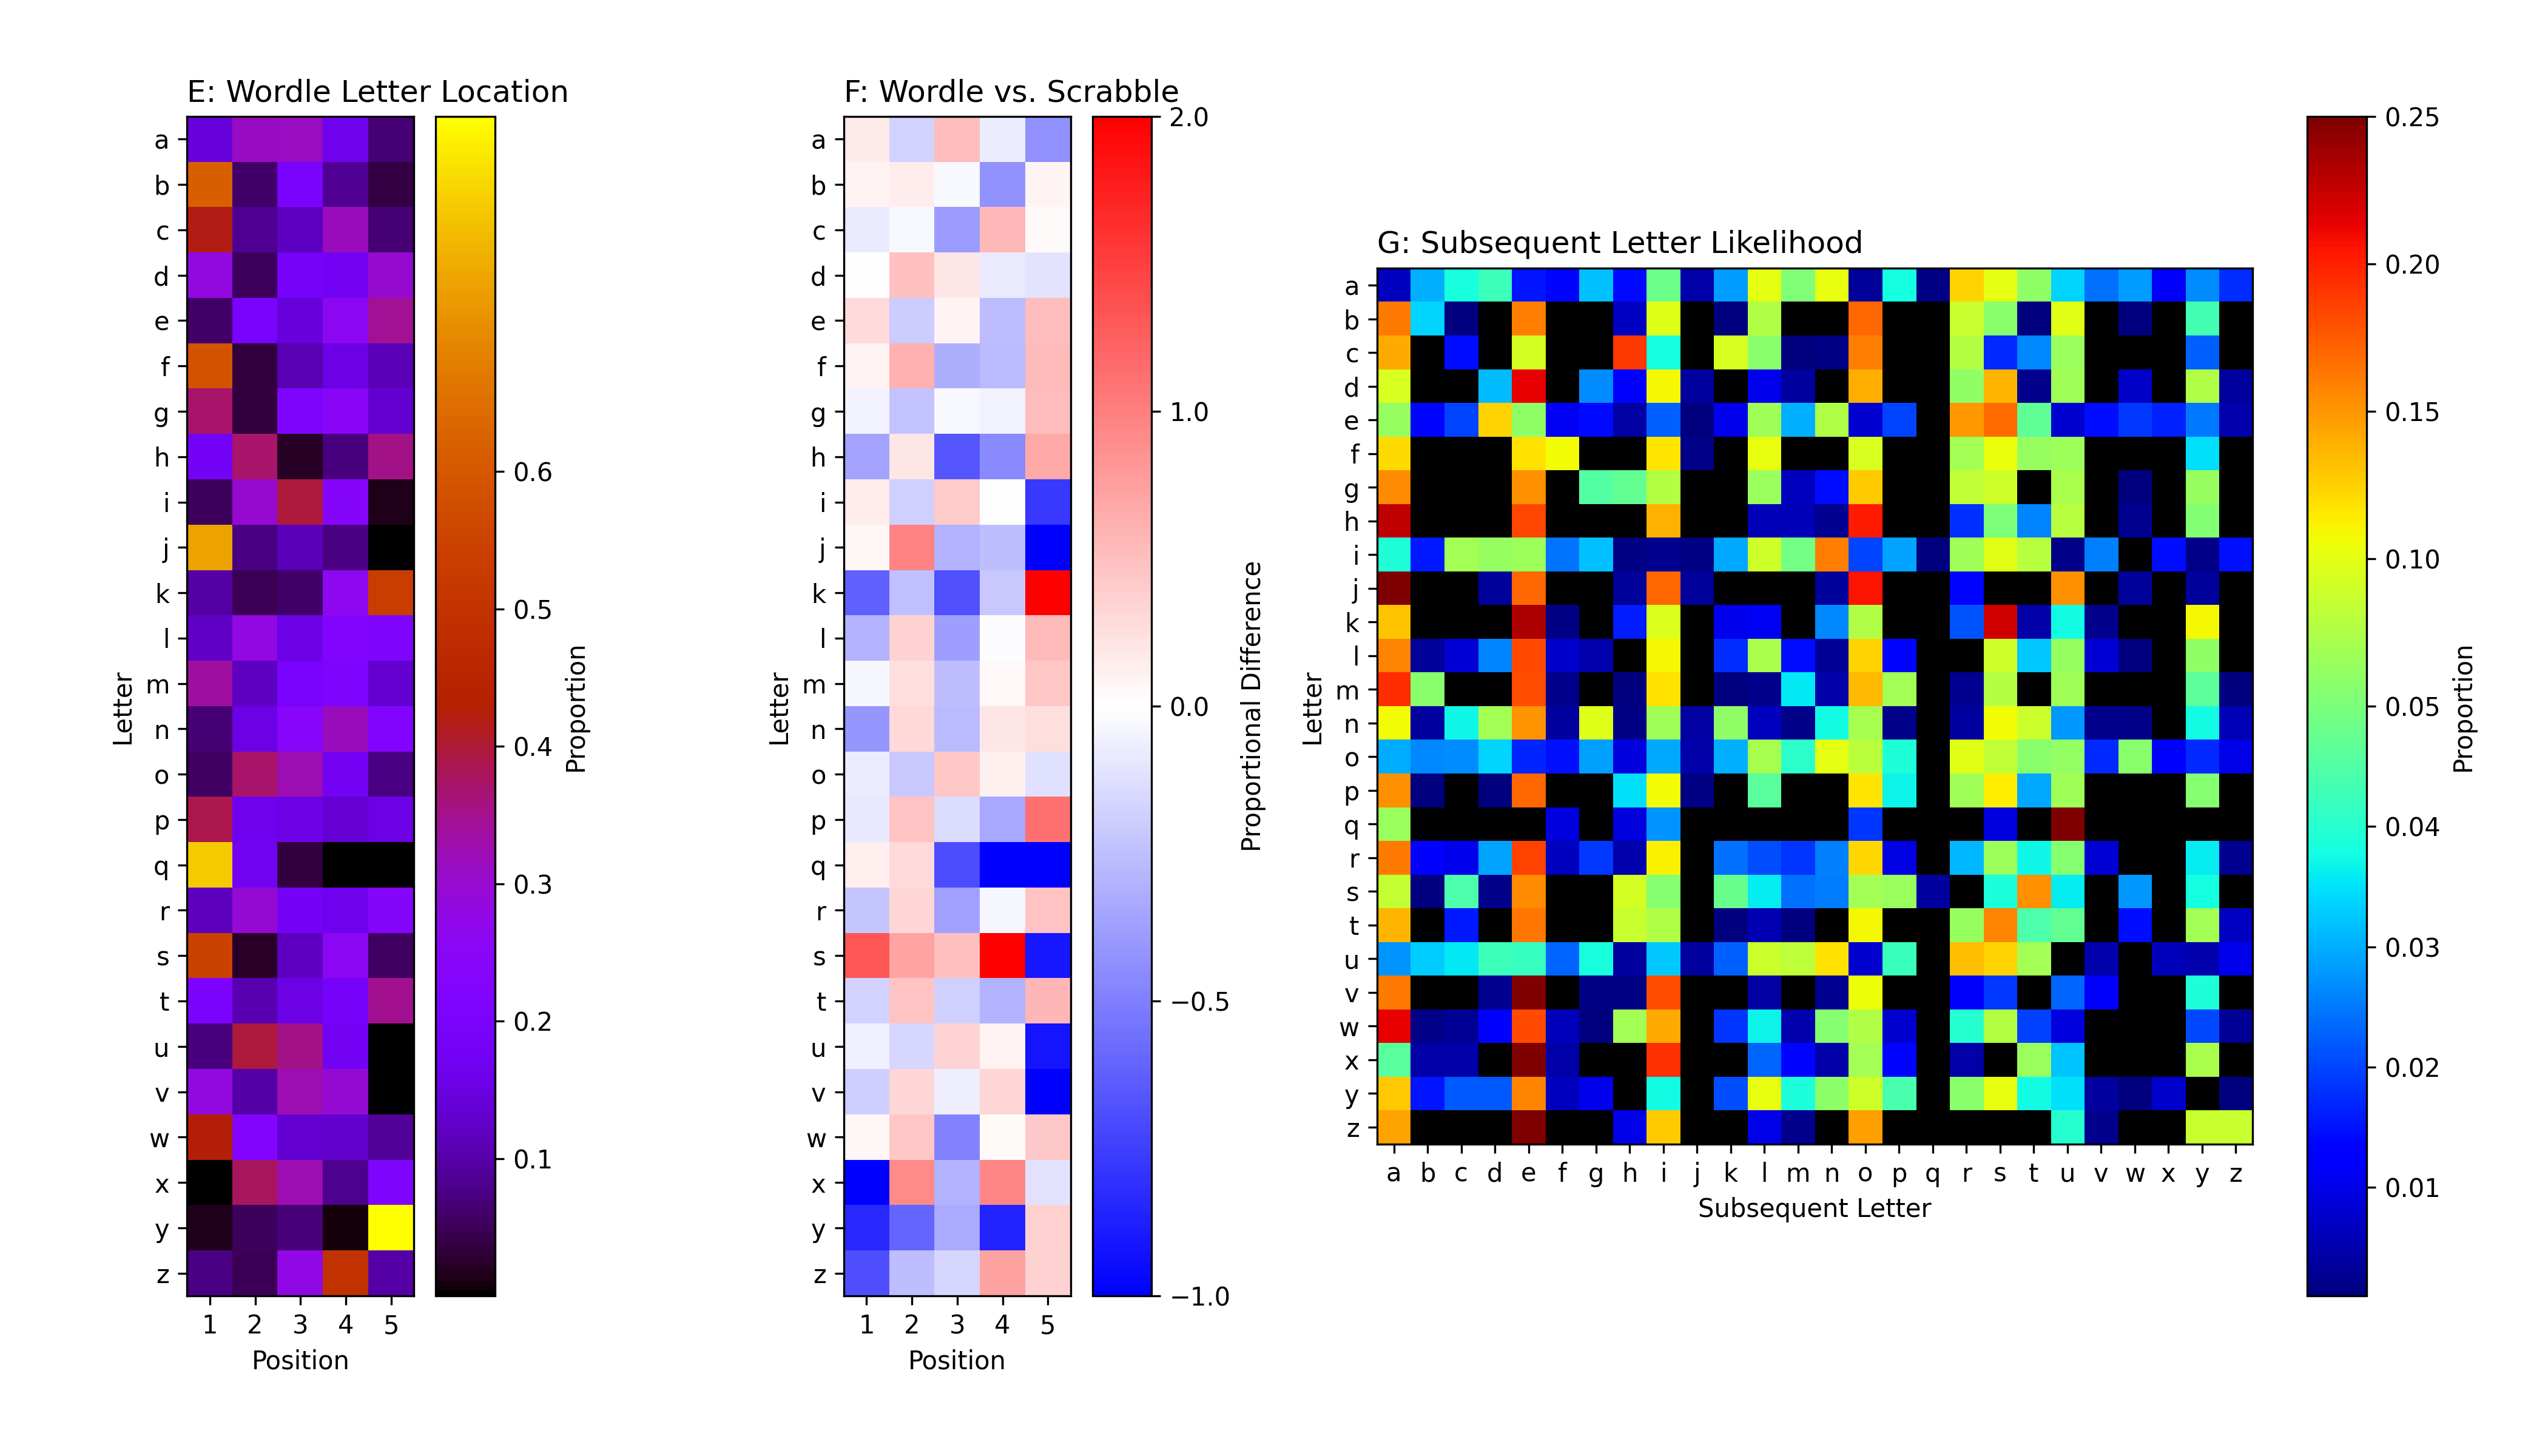 E: Wordle Letter Location
a
b
c
d
e
f
g
h
i
j
k
l
m
n
o
p
q
r
s
t
u
v
w
x
y
z
Letter
1 2 3 4 5
Position
0.6
0.5
0.4
0.3
0.2
0.1
Proportion
F: Wordle vs. Scrabble
a
b
c
d
e
f
g
h
i
j
k
l
m
n
o
p
q
r
s
t
u
v
w
x
y
z
Letter
1 2 3 4 5
Position
2.0
1.0
0.0
−0.5
−1.0
Proportional Difference
G: Subsequent Letter Likelihood
a
b
c
d
e
f
g
h
i
j
k
l
m
n
o
p
q
r
s
t
u
v
w
x
y
z
Letter
a b c d e f g h i j k l m n o p q r s t u v w x y z
Subsequent Letter
0.25
0.20
0.15
0.10
0.05
0.04
0.03
0.02
0.01
Proportion